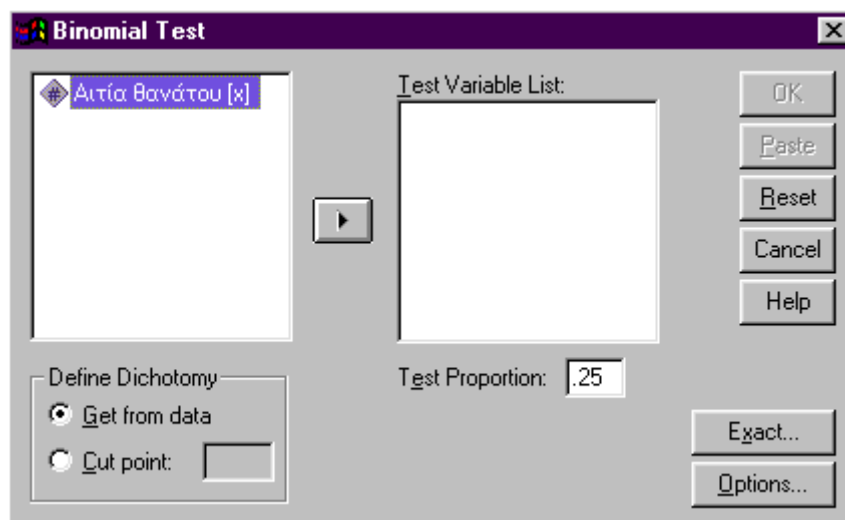 Binomial Test
Αιτία θανάτου [x]
Test Variable List:
OK
Paste
Reset
Cancel
Help
Define Dichotomy
Get from data
Cut point:
Test Proportion: .25
Exact...
Options...